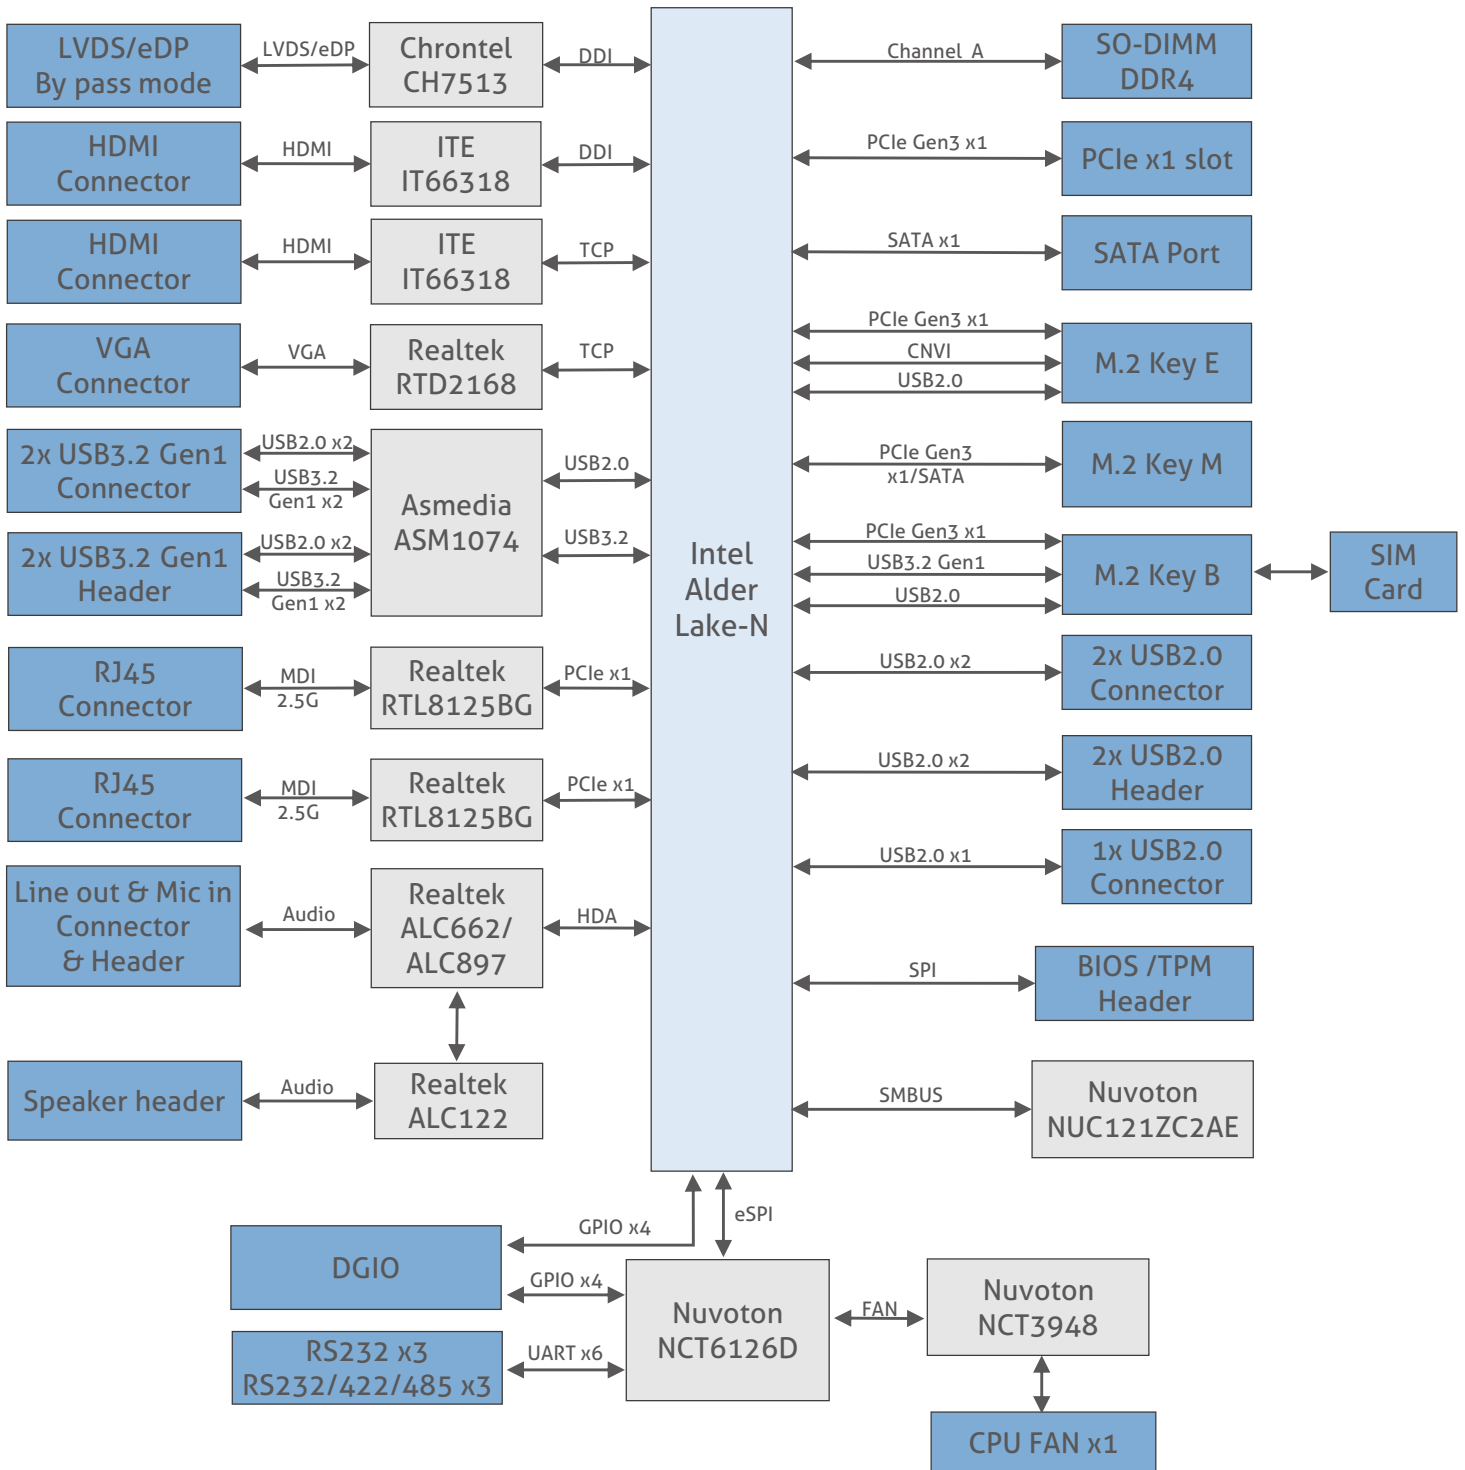 LVDS/eDP
By pass mode
LVDS/eDP
Chrontel
CH7513
DDI
HDMI
Connector
HDMI
ITE
IT66318
DDI
HDMI
Connector
HDMI
ITE
IT66318
TCP
VGA
Connector
VGA
Realtek
RTD2168
TCP
2x USB3.2 Gen1
Connector
USB2.0 x2
USB3.2
Gen1 x2
2x USB3.2 Gen1
Header
USB2.0 x2
USB3.2
Gen1 x2
Asmedia
ASM1074
USB2.0
USB3.2
RJ45
Connector
MDI
2.5G
Realtek
RTL8125BG
PCIe x1
RJ45
Connector
MDI
2.5G
Realtek
RTL8125BG
PCIe x1
Line out & Mic in
Connector
& Header
Audio
Realtek
ALC662/
ALC897
HDA
Speaker header
Audio
Realtek
ALC122
Intel
Alder
Lake-N
Channel A
SO-DIMM
DDR4
PCIe Gen3 x1
PCIe x1 slot
SATA x1
SATA Port
PCIe Gen3 x1
CNVI
USB2.0
M.2 Key E
PCIe Gen3
x1/SATA
M.2 Key M
PCIe Gen3 x1
USB3.2 Gen1
USB2.0
M.2 Key B
SIM
Card
USB2.0 x2
2x USB2.0
Connector
USB2.0 x2
2x USB2.0
Header
USB2.0 x1
1x USB2.0
Connector
SPI
BIOS /TPM
Header
SMBUS
Nuvoton
NUC121ZC2AE
GPIO x4
eSPI
DGIO
GPIO x4
RS232 x3
RS232/422/485 x3
UART x6
Nuvoton
NCT6126D
FAN
Nuvoton
NCT3948
CPU FAN x1